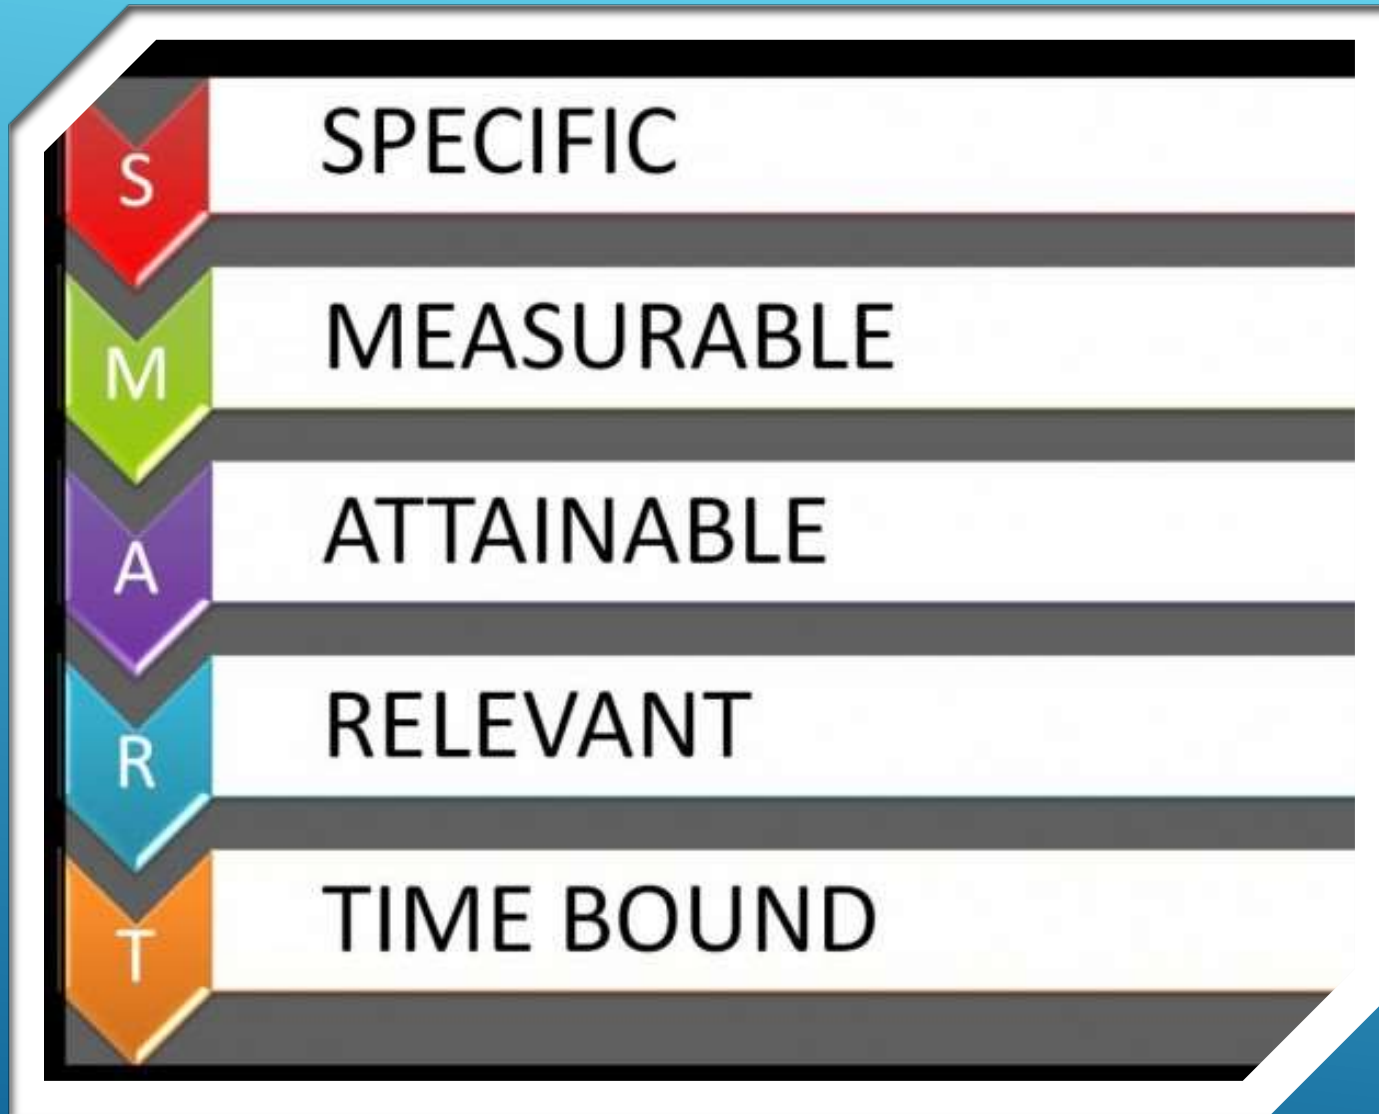 S SPECIFIC
M MEASURABLE
A ATTAINABLE
R RELEVANT
T TIME BOUND